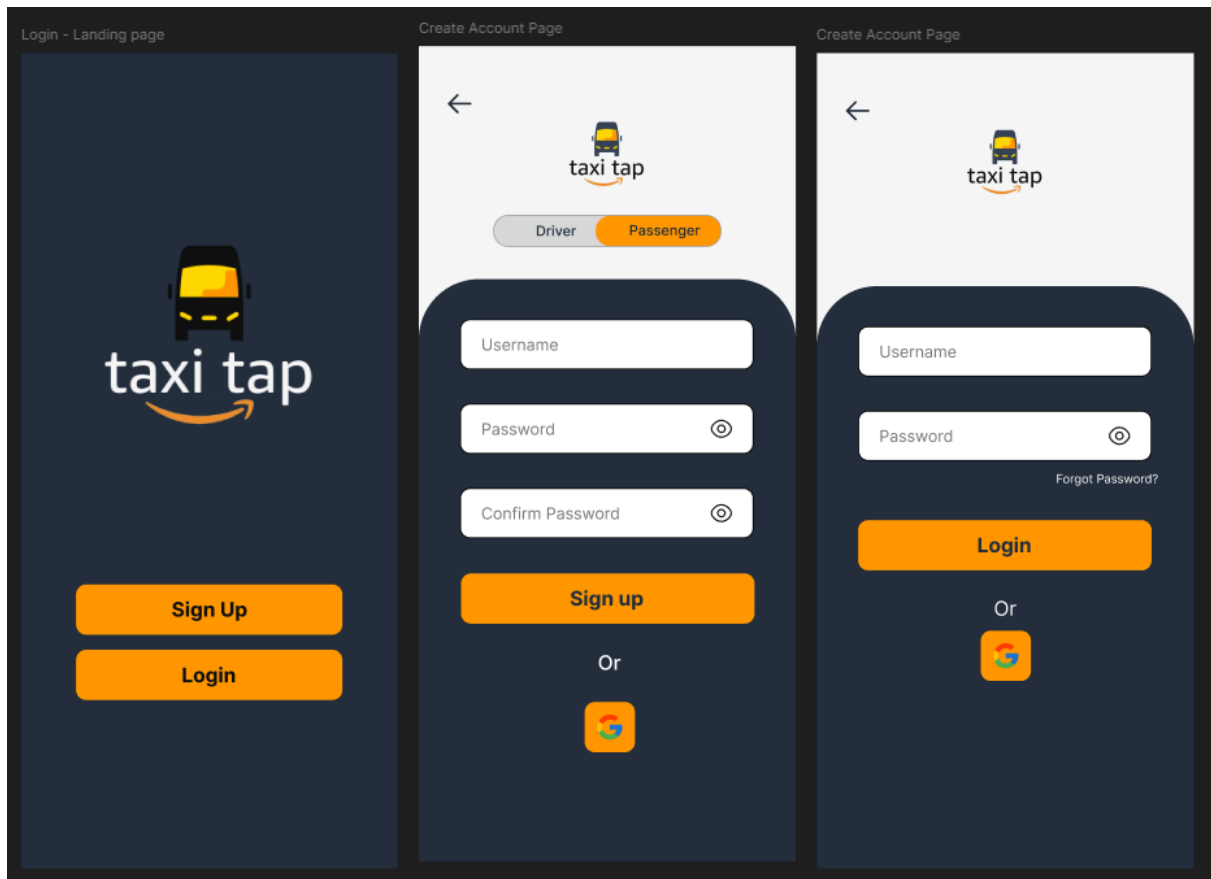 Login - Landing page
taxi tap
Sign Up
Login
Create Account Page
taxi tap
Driver Passenger
Username
Password
Confirm Password
Sign up
Or
Create Account Page
taxi tap
Username
Password
Forgot Password?
Login
Or